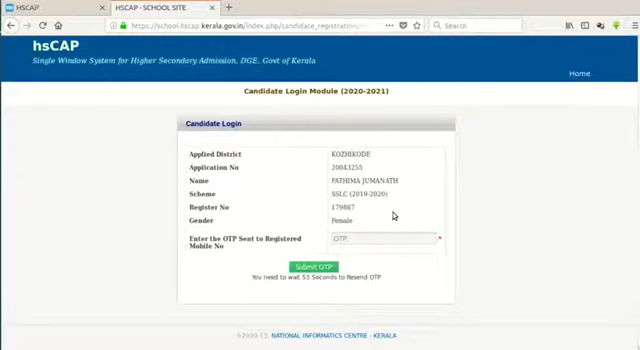 hsCAP
hsCAP - SCHOOL SITE
https://school.hscap.kerala.gov.in/index.php/candidate_registration
Search
hsCAP
Single Window System for Higher Secondary Admission, DGE, Govt of Kerala
Home
Candidate Login Module (2020-2021)
Candidate Login
Applied District KOZHIKODE
Application No 20043255
Name FATHIMA JUMANATH
Scheme SSLC (2019-2020)
Register No 179867
Gender Female
Enter the OTP Sent to Registered OTP: *
Mobile No
Submit OTP
You need to wait 53 Seconds to Resend OTP
NATIONAL INFORMATICS CENTRE - KERALA